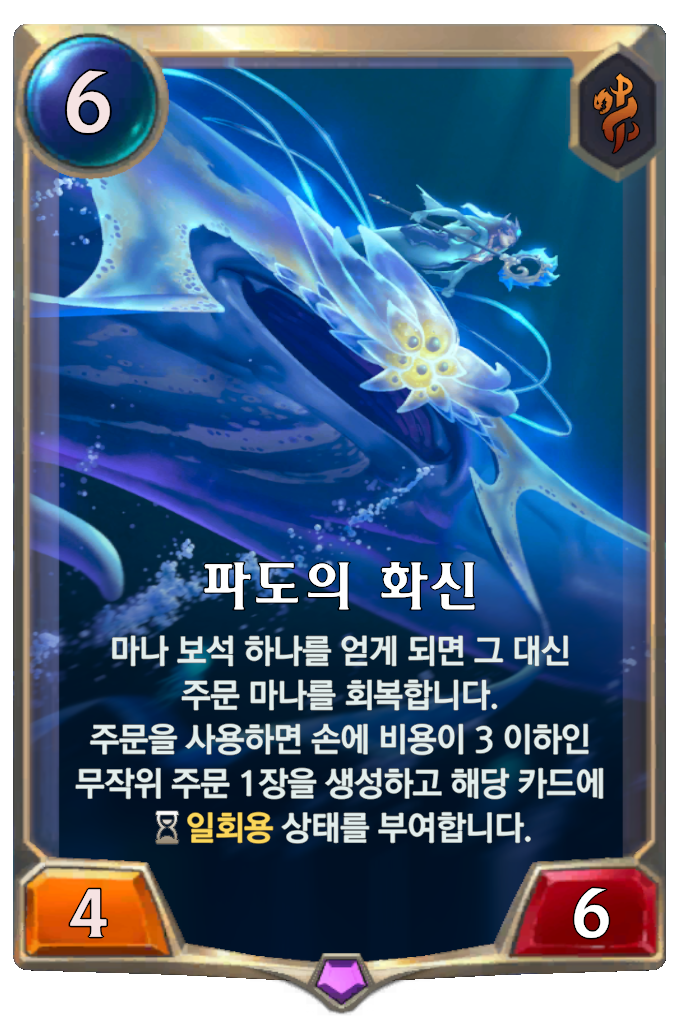 6
파도의 화신
마나 보석 하나를 얻게 되면 그 대신
주문 마나를 회복합니다.
주문을 사용하면 손에 비용이 3 이하인
무작위 주문 1장을 생성하고 해당 카드에
일회용 상태를 부여합니다.
4
6